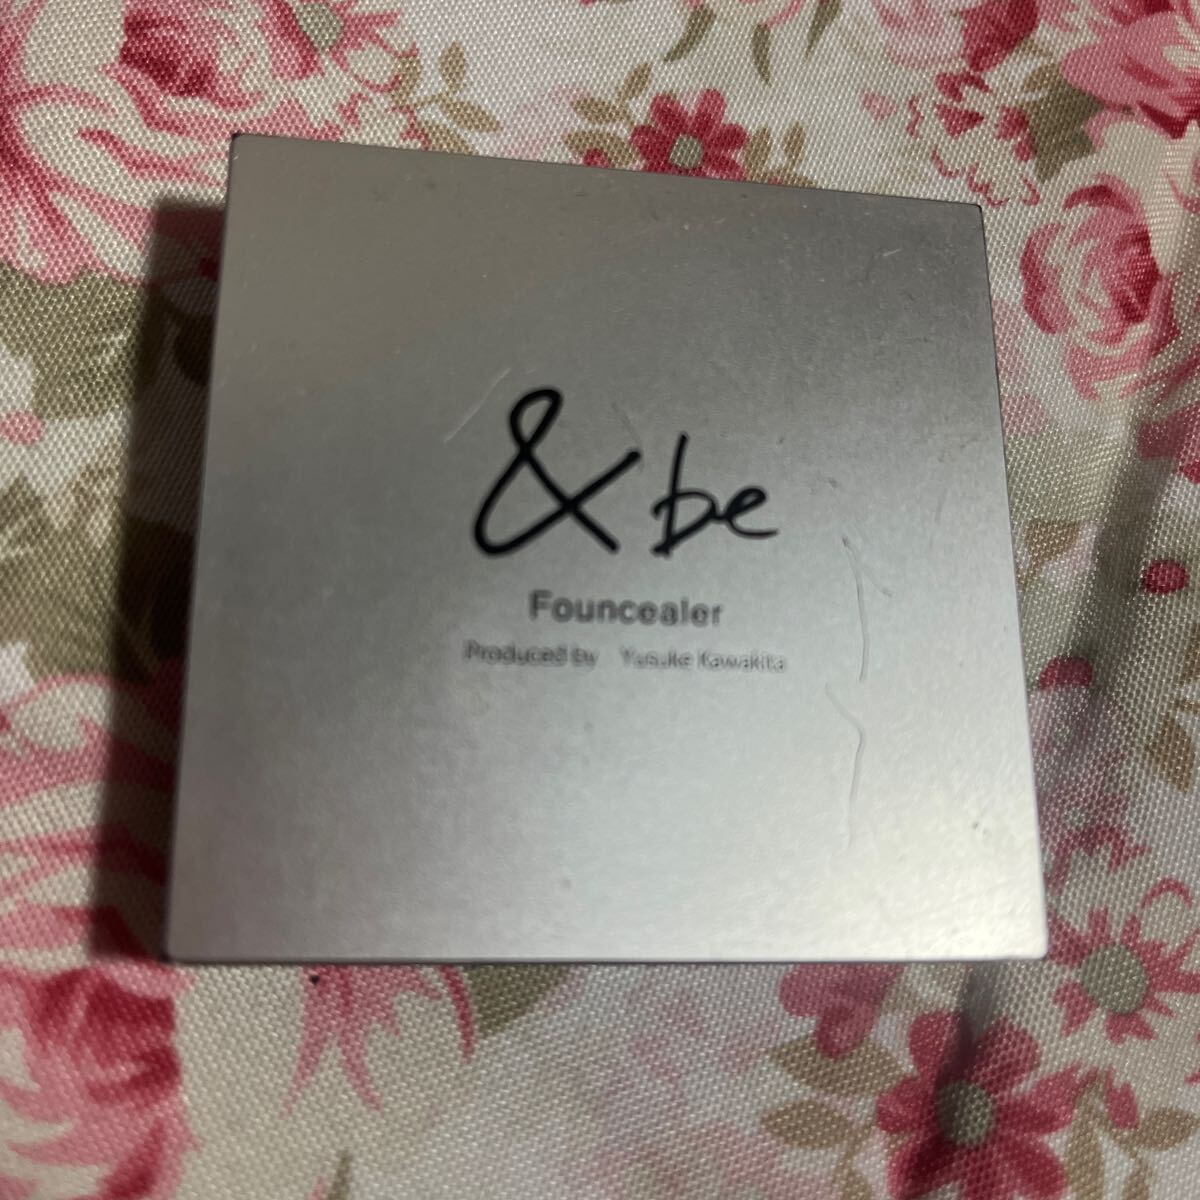 &be
Founcealer
Produced by Yusuke Kawakita